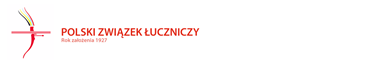 POLSKI ZWIĄZEK ŁUCZNICZY
Rok założenia 1927